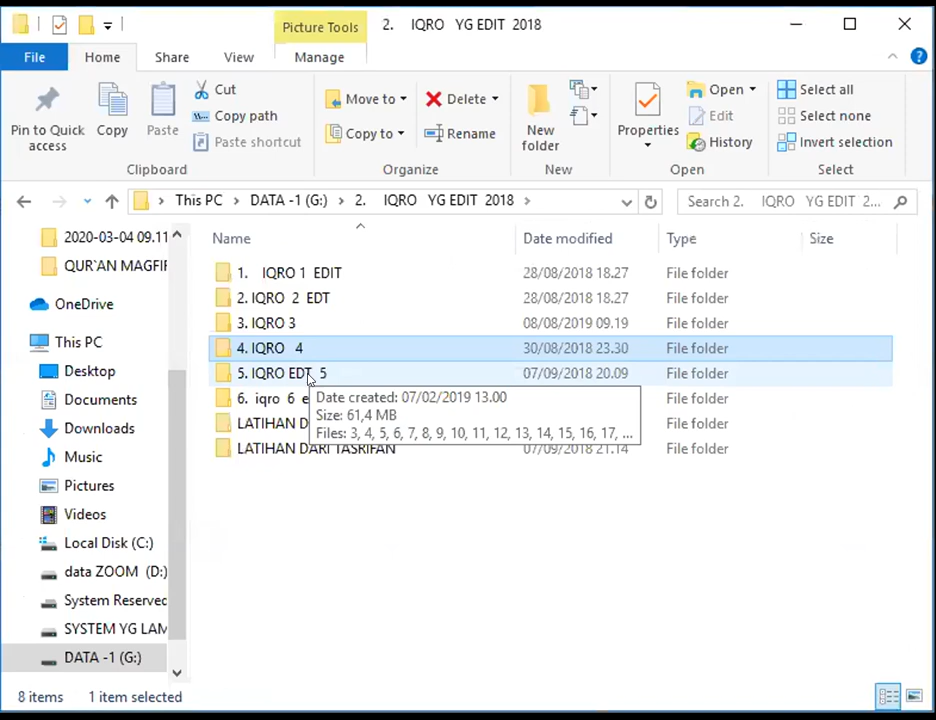 Picture Tools 2. IQRO YG EDIT 2018
File Home Share View Manage
Pin to Quick access
Copy
Paste
Cut
Copy path
Paste shortcut
Clipboard
Move to
Copy to
Delete
Rename
Organize
New folder
New
Properties
Open
Edit
History
Open
Select all
Select none
Invert selection
Select
This PC DATA -1 (G:) 2. IQRO YG EDIT 2018
Search 2. IQRO YG EDIT 2...
2020-03-04 09.11
QUR`AN MAGFIR
OneDrive
This PC
Desktop
Documents
Downloads
Music
Pictures
Videos
Local Disk (C:)
data ZOOM (D:)
System Reserved
SYSTEM YG LAM
DATA -1 (G:)
Name Date modified Type Size
1. IQRO 1 EDIT 28/08/2018 18.27 File folder
2. IQRO 2 EDT 28/08/2018 18.27 File folder
3. IQRO 3 08/08/2019 09.19 File folder
4. IQRO 4 30/08/2018 23.30 File folder
5. IQRO EDT 5 07/09/2018 20.09 File folder
6. iqro 6 e File folder
LATIHAN D File folder
LATIHAN DARI TASRIFAN 07/09/2018 21.14 File folder
Date created: 07/02/2019 13.00
Size: 61,4 MB
Files: 3, 4, 5, 6, 7, 8, 9, 10, 11, 12, 13, 14, 15, 16, 17, ...
8 items 1 item selected